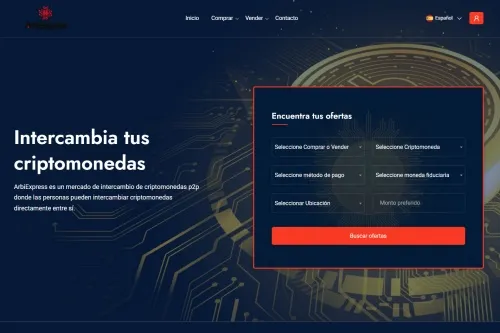 Inicio Comprar Vender Contacto Español
Encuentra tus ofertas
Seleccione Comprar o Vender Seleccione Criptomoneda
Intercambia tus
criptomonedas
Seleccione método de pago Seleccione moneda fiduciaria
ArbiExpress es un mercado de intercambio de criptomonedas p2p
donde las personas pueden intercambiar criptomonedas
directamente entre sí
Seleccionar Ubicación Monto preferido
Buscar ofertas